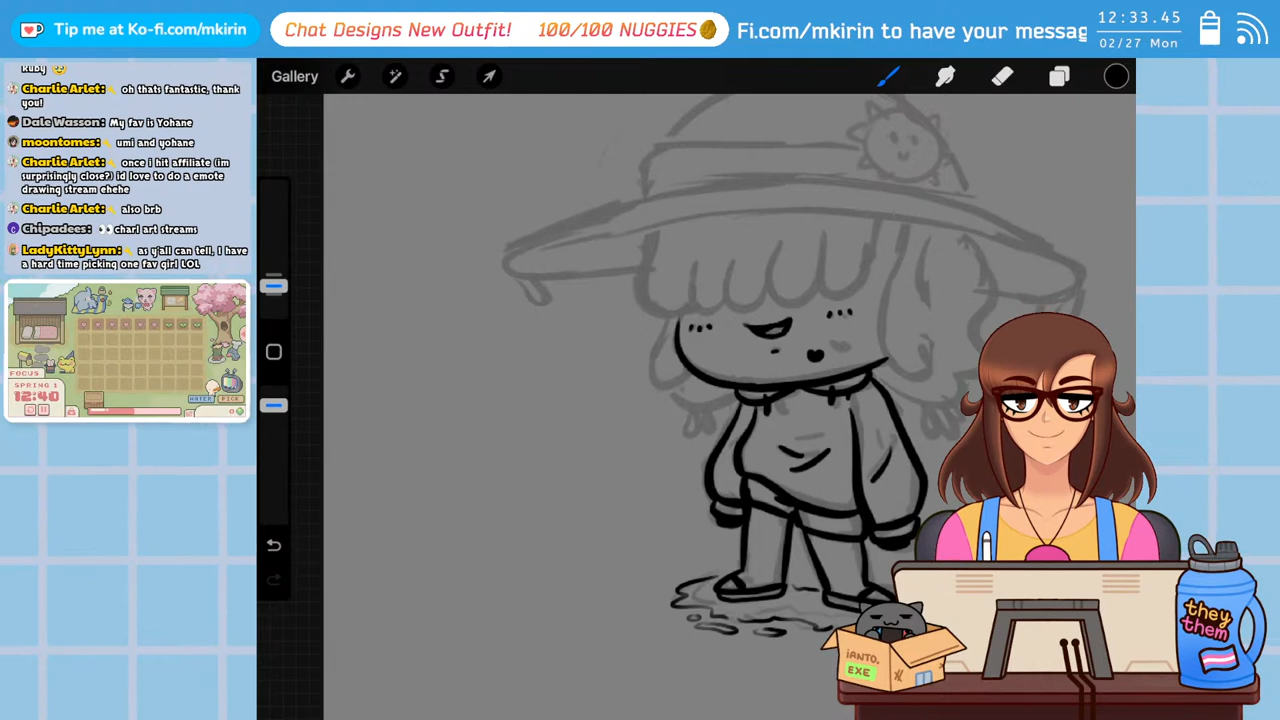 Tip me at Ko-fi.com/mkirin
Chat Designs New Outfit! 100/100 NUGGIES
Fi.com/mkirin to have your messag
12:33.45
02/27 Mon
Ruby
Charlie Arlet: oh thats fantastic, thank
you!
Dale Wasson: My fav is Yohane
moontomes: umi and yohane
Charlie Arlet: once i hit affiliate (im
surprisingly close?) id love to do a emote
drawing stream ehehe
Charlie Arlet: also brb
Chipadees: charl art streams
LadyKittyLynn: as y'all can tell, I have
a hard time picking one fav girl LOL
Gallery
FOCUS
SPRING 1
12:40
WATER
PICK
0
they
them
iANTO.
EXE